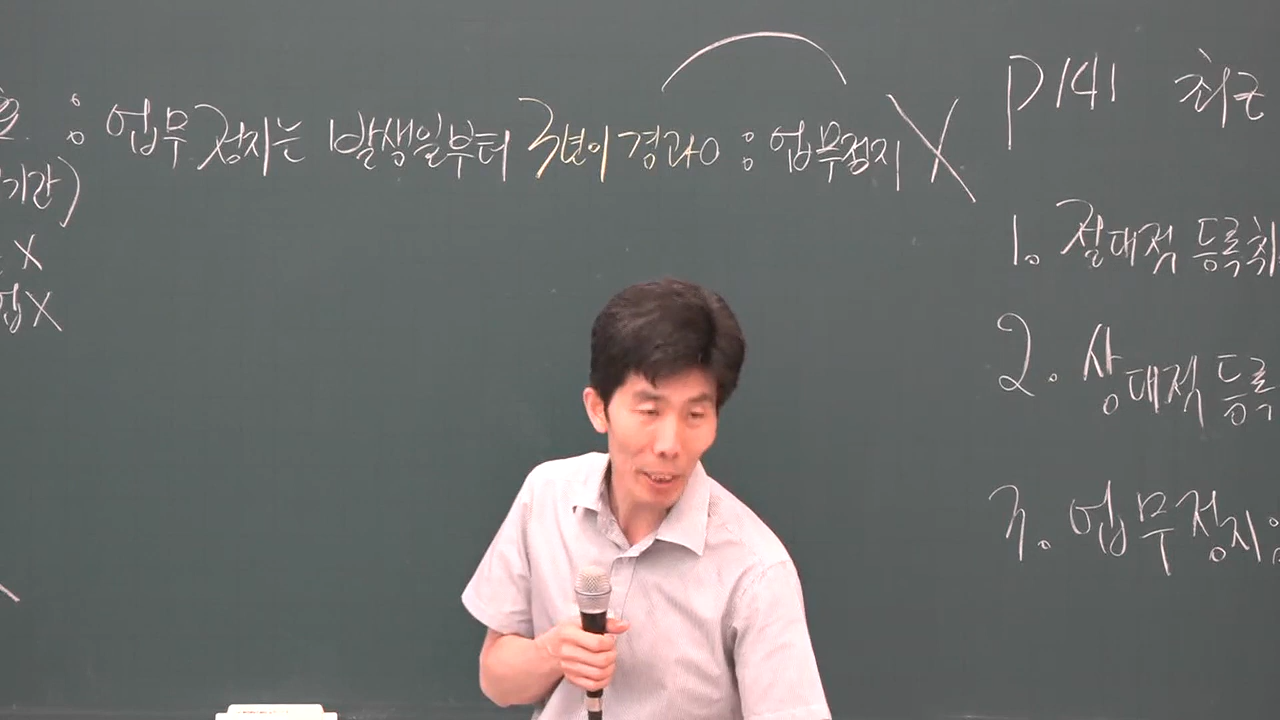 : 업무정지는 발생일부터 3년이 경과○ : 업무정지 X
기간)
X
업X
P141 최근
1. 절대적 등록취
2. 상대적 등록
3. 업무정지